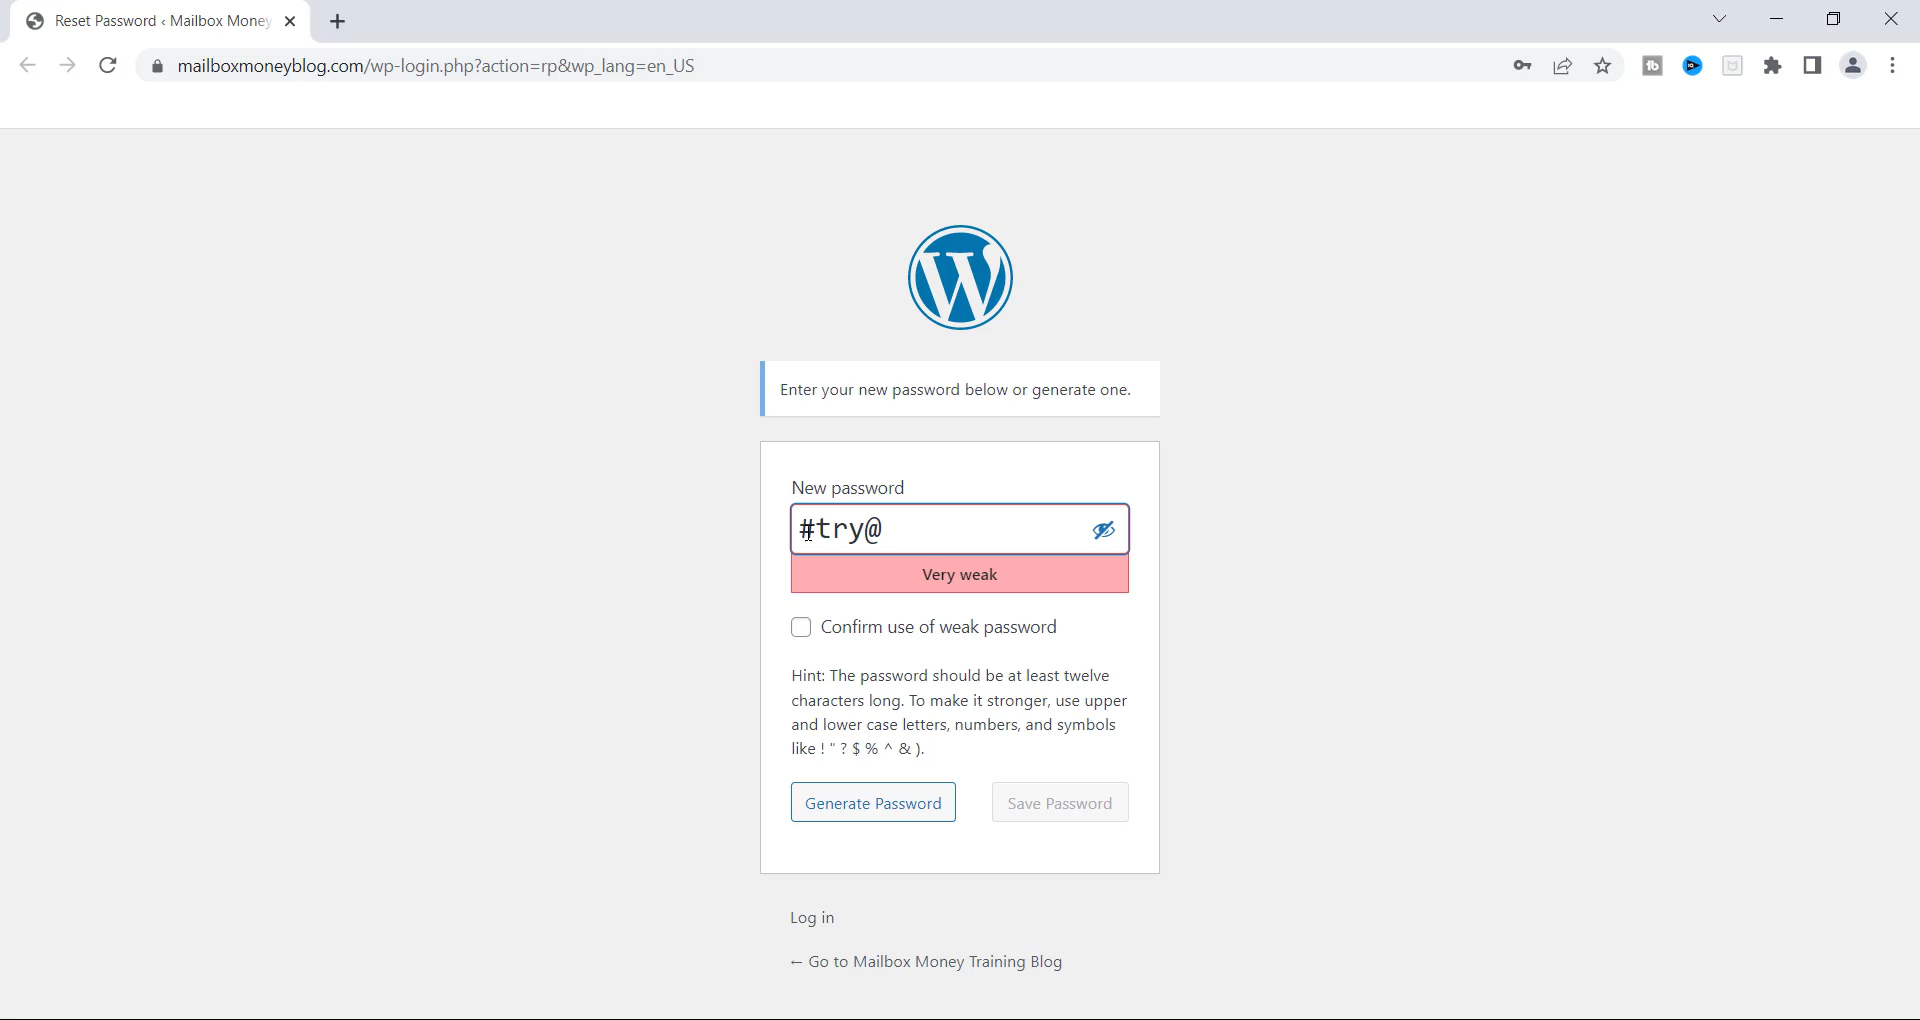 Reset Password ‹ Mailbox Money
mailboxmoneyblog.com/wp-login.php?action=rp&wp_lang=en_US
Enter your new password below or generate one.
New password
#try@
Very weak
Confirm use of weak password
Hint: The password should be at least twelve
characters long. To make it stronger, use upper
and lower case letters, numbers, and symbols
like ! " ? $ % ^ & ).
Generate Password
Save Password
Log in
← Go to Mailbox Money Training Blog